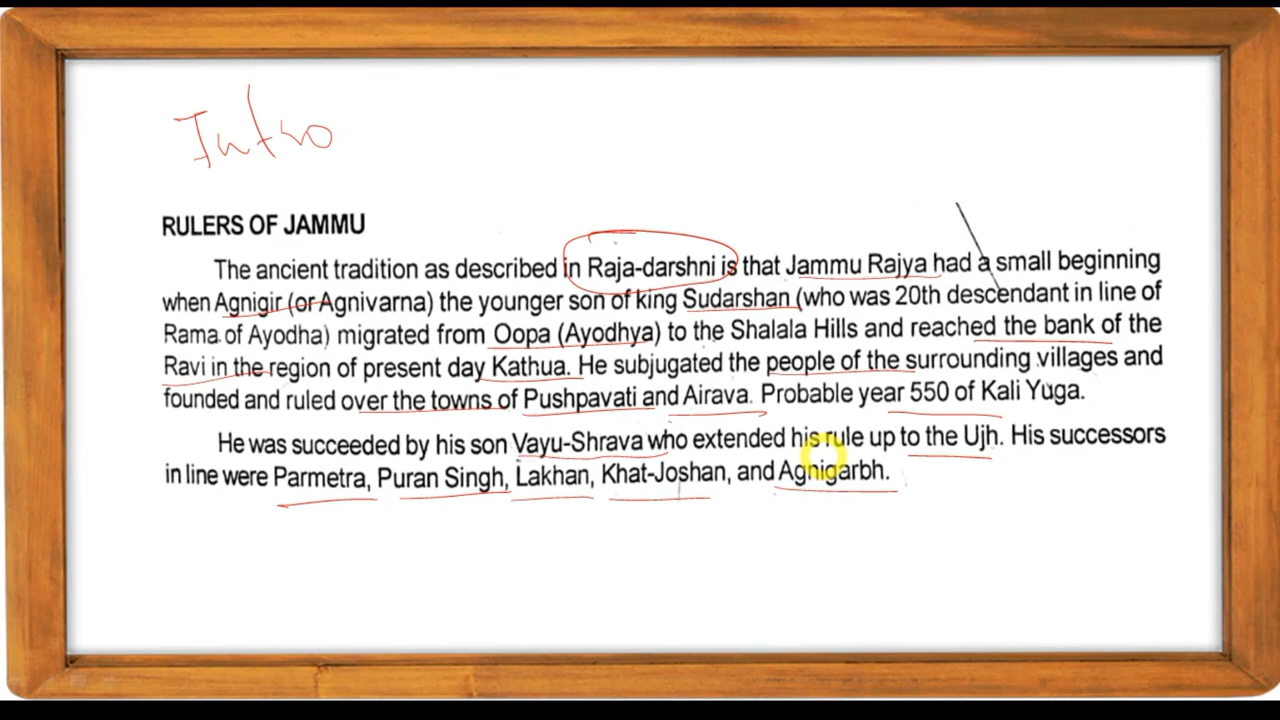 Intro
RULERS OF JAMMU
The ancient tradition as described in Raja-darshni is that Jammu Rajya had a small beginning
when Agnigir (or Agnivarna) the younger son of king Sudarshan (who was 20th descendant in line of
Rama of Ayodha) migrated from Oopa (Ayodhya) to the Shalala Hills and reached the bank of the
Ravi in the region of present day Kathua. He subjugated the people of the surrounding villages and
founded and ruled over the towns of Pushpavati and Airava. Probable year 550 of Kali Yuga.
He was succeeded by his son Vayu-Shrava who extended his rule up to the Ujh. His successors
in line were Parmetra, Puran Singh, Lakhan, Khat-Joshan, and Aghigarbh.